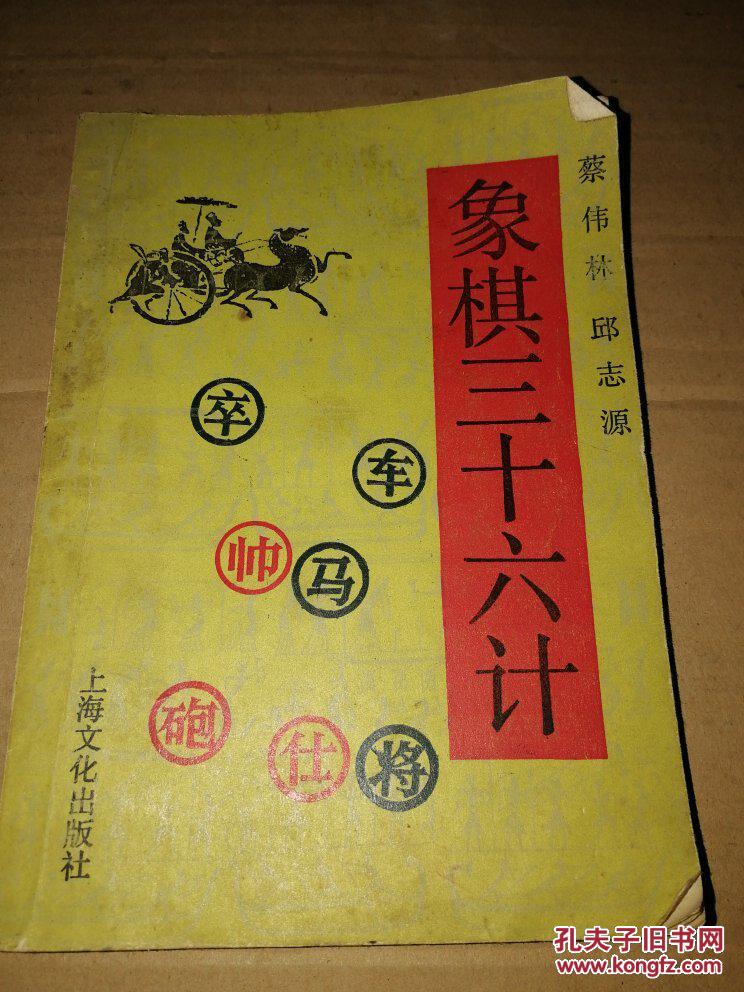 蔡伟林 邱志源
象棋三十六计
卒
车
帅
马
砲
仕
将
上海文化出版社
孔夫子旧书网
www.kongfz.com